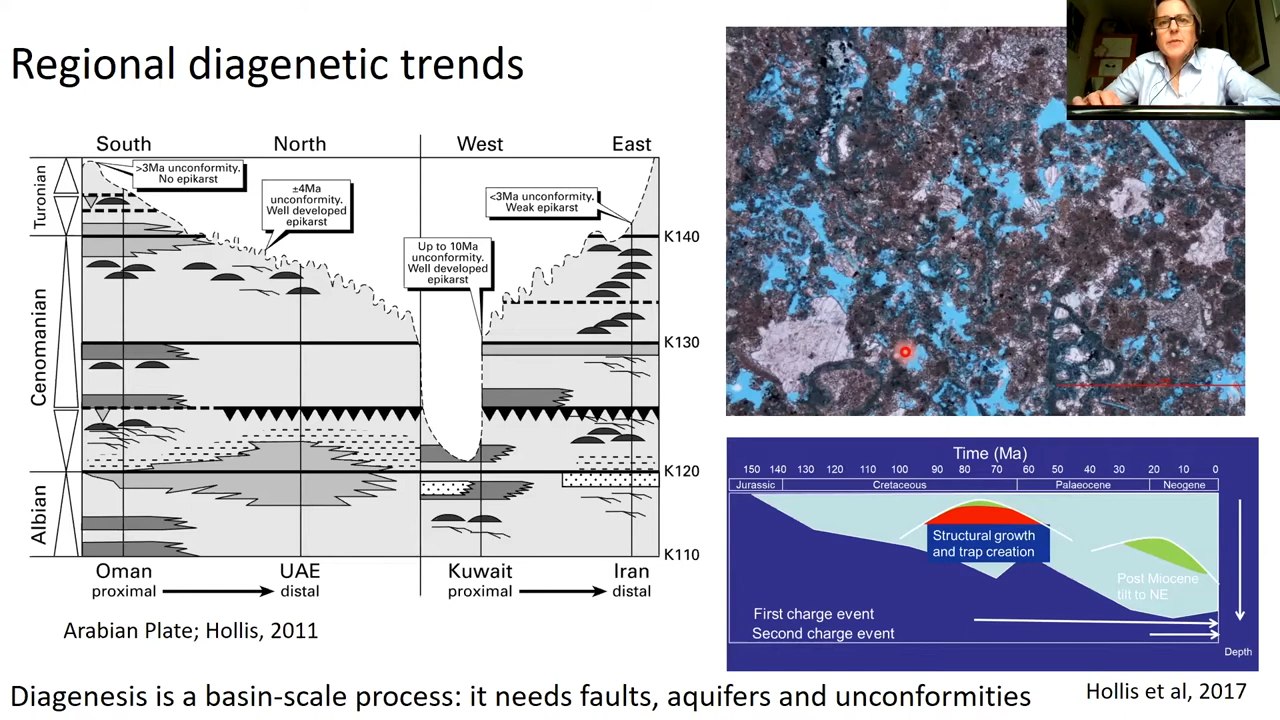 Regional diagenetic trends
South
North
West
East
Turonian
Cenomanian
Albian
>3Ma unconformity.
No epikarst
±4Ma
unconformity.
Well developed
epikarst
Up to 10Ma
unconformity.
Well developed
epikarst
<3Ma unconformity.
Weak epikarst
K140
K130
K120
K110
Oman
proximal
UAE
distal
Kuwait
proximal
Iran
distal
Arabian Plate; Hollis, 2011
Time (Ma)
150 140 130 120 110 100 90 80 70 60 50 40 30 20 10 0
Jurassic Cretaceous Palaeocene Neogene
Structural growth
and trap creation
Post Miocene
tilt to NE
First charge event
Second charge event
Depth
Hollis et al, 2017
Diagenesis is a basin-scale process: it needs faults, aquifers and unconformities